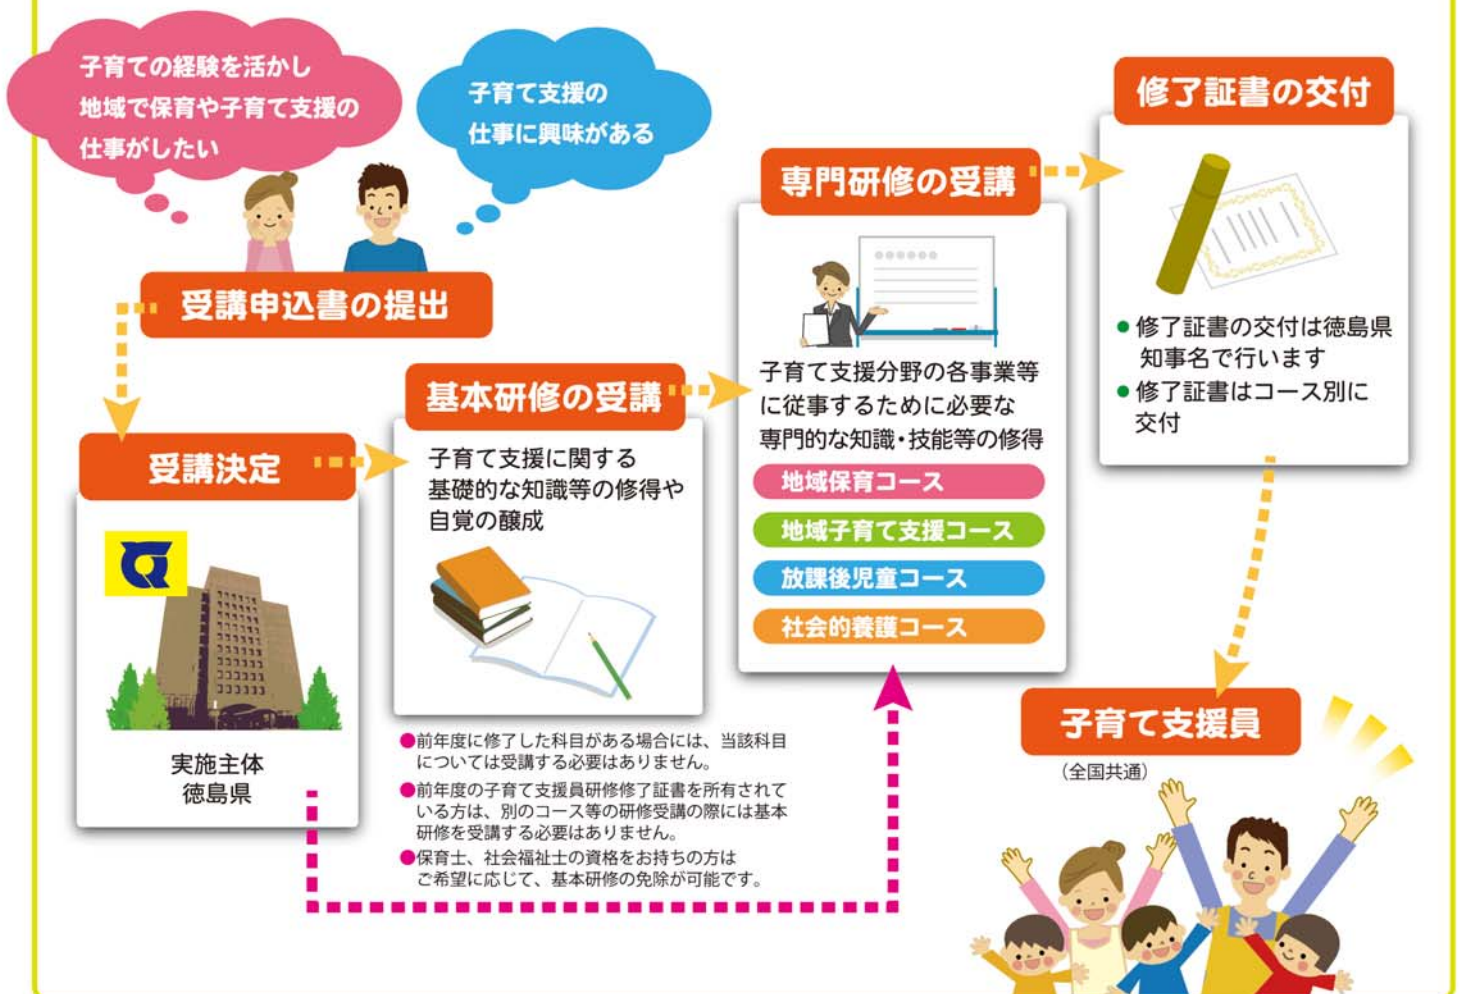 子育ての経験を活かし
地域で保育や子育て支援の
仕事がしたい
子育て支援の
仕事に興味がある
受講申込書の提出
受講決定
実施主体
徳島県
基本研修の受講
子育て支援に関する
基礎的な知識等の修得や
自覚の醸成
●前年度に修了した科目がある場合には、当該科目
については受講する必要はありません。
●前年度の子育て支援員研修修了証書を所有されて
いる方は、別のコース等の研修受講の際には基本
研修を受講する必要はありません。
●保育士、社会福祉士の資格をお持ちの方は
ご希望に応じて、基本研修の免除が可能です。
専門研修の受講
子育て支援分野の各事業等
に従事するために必要な
専門的な知識・技能等の修得
地域保育コース
地域子育て支援コース
放課後児童コース
社会的養護コース
修了証書の交付
●修了証書の交付は徳島県
知事名で行います
●修了証書はコース別に
交付
子育て支援員
（全国共通）